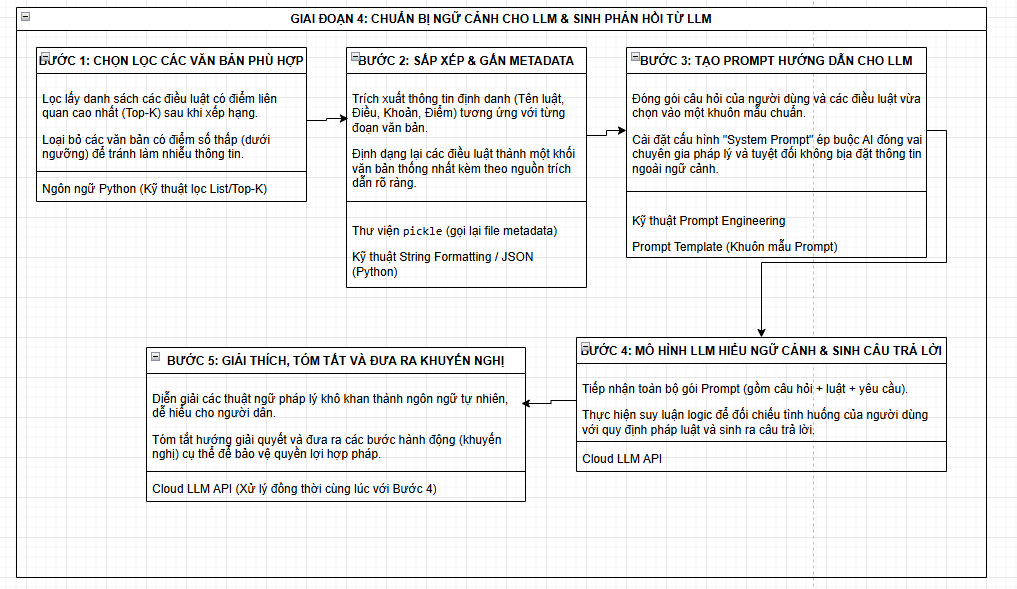 GIAI ĐOẠN 4: CHUẨN BỊ NGỮ CẢNH CHO LLM & SINH PHẢN HỒI TỪ LLM
BƯỚC 1: CHỌN LỌC CÁC VĂN BẢN PHÙ HỢP
Lọc lấy danh sách các điều luật có điểm liên
quan cao nhất (Top-K) sau khi xếp hạng.
Loại bỏ các văn bản có điểm số thấp (dưới
ngưỡng) để tránh làm nhiễu thông tin.
Ngôn ngữ Python (Kỹ thuật lọc List/Top-K)
BƯỚC 2: SẮP XẾP & GẮN METADATA
Trích xuất thông tin định danh (Tên luật,
Điều, Khoản, Điểm) tương ứng với từng
đoạn văn bản.
Định dạng lại các điều luật thành một khối
văn bản thống nhất kèm theo nguồn trích
dẫn rõ ràng.
Thư viện pickle (gọi lại file metadata)
Kỹ thuật String Formatting / JSON
(Python)
BƯỚC 3: TẠO PROMPT HƯỚNG DẪN CHO LLM
Đóng gói câu hỏi của người dùng và các điều luật vừa
chọn vào một khuôn mẫu chuẩn.
Cài đặt cấu hình "System Prompt" ép buộc AI đóng vai
chuyên gia pháp lý và tuyệt đối không bịa đặt thông tin
ngoài ngữ cảnh.
Kỹ thuật Prompt Engineering
Prompt Template (Khuôn mẫu Prompt)
BƯỚC 4: MÔ HÌNH LLM HIỂU NGỮ CẢNH & SINH CÂU TRẢ LỜI
Tiếp nhận toàn bộ gói Prompt (gồm câu hỏi + luật + yêu cầu).
Thực hiện suy luận logic để đối chiếu tình huống của người dùng
với quy định pháp luật và sinh ra câu trả lời.
Cloud LLM API
BƯỚC 5: GIẢI THÍCH, TÓM TẮT VÀ ĐƯA RA KHUYẾN NGHỊ
Diễn giải các thuật ngữ pháp lý khô khan thành ngôn ngữ tự nhiên,
dễ hiểu cho người dân.
Tóm tắt hướng giải quyết và đưa ra các bước hành động (khuyến
nghị) cụ thể để bảo vệ quyền lợi hợp pháp.
Cloud LLM API (Xử lý đồng thời cùng lúc với Bước 4)